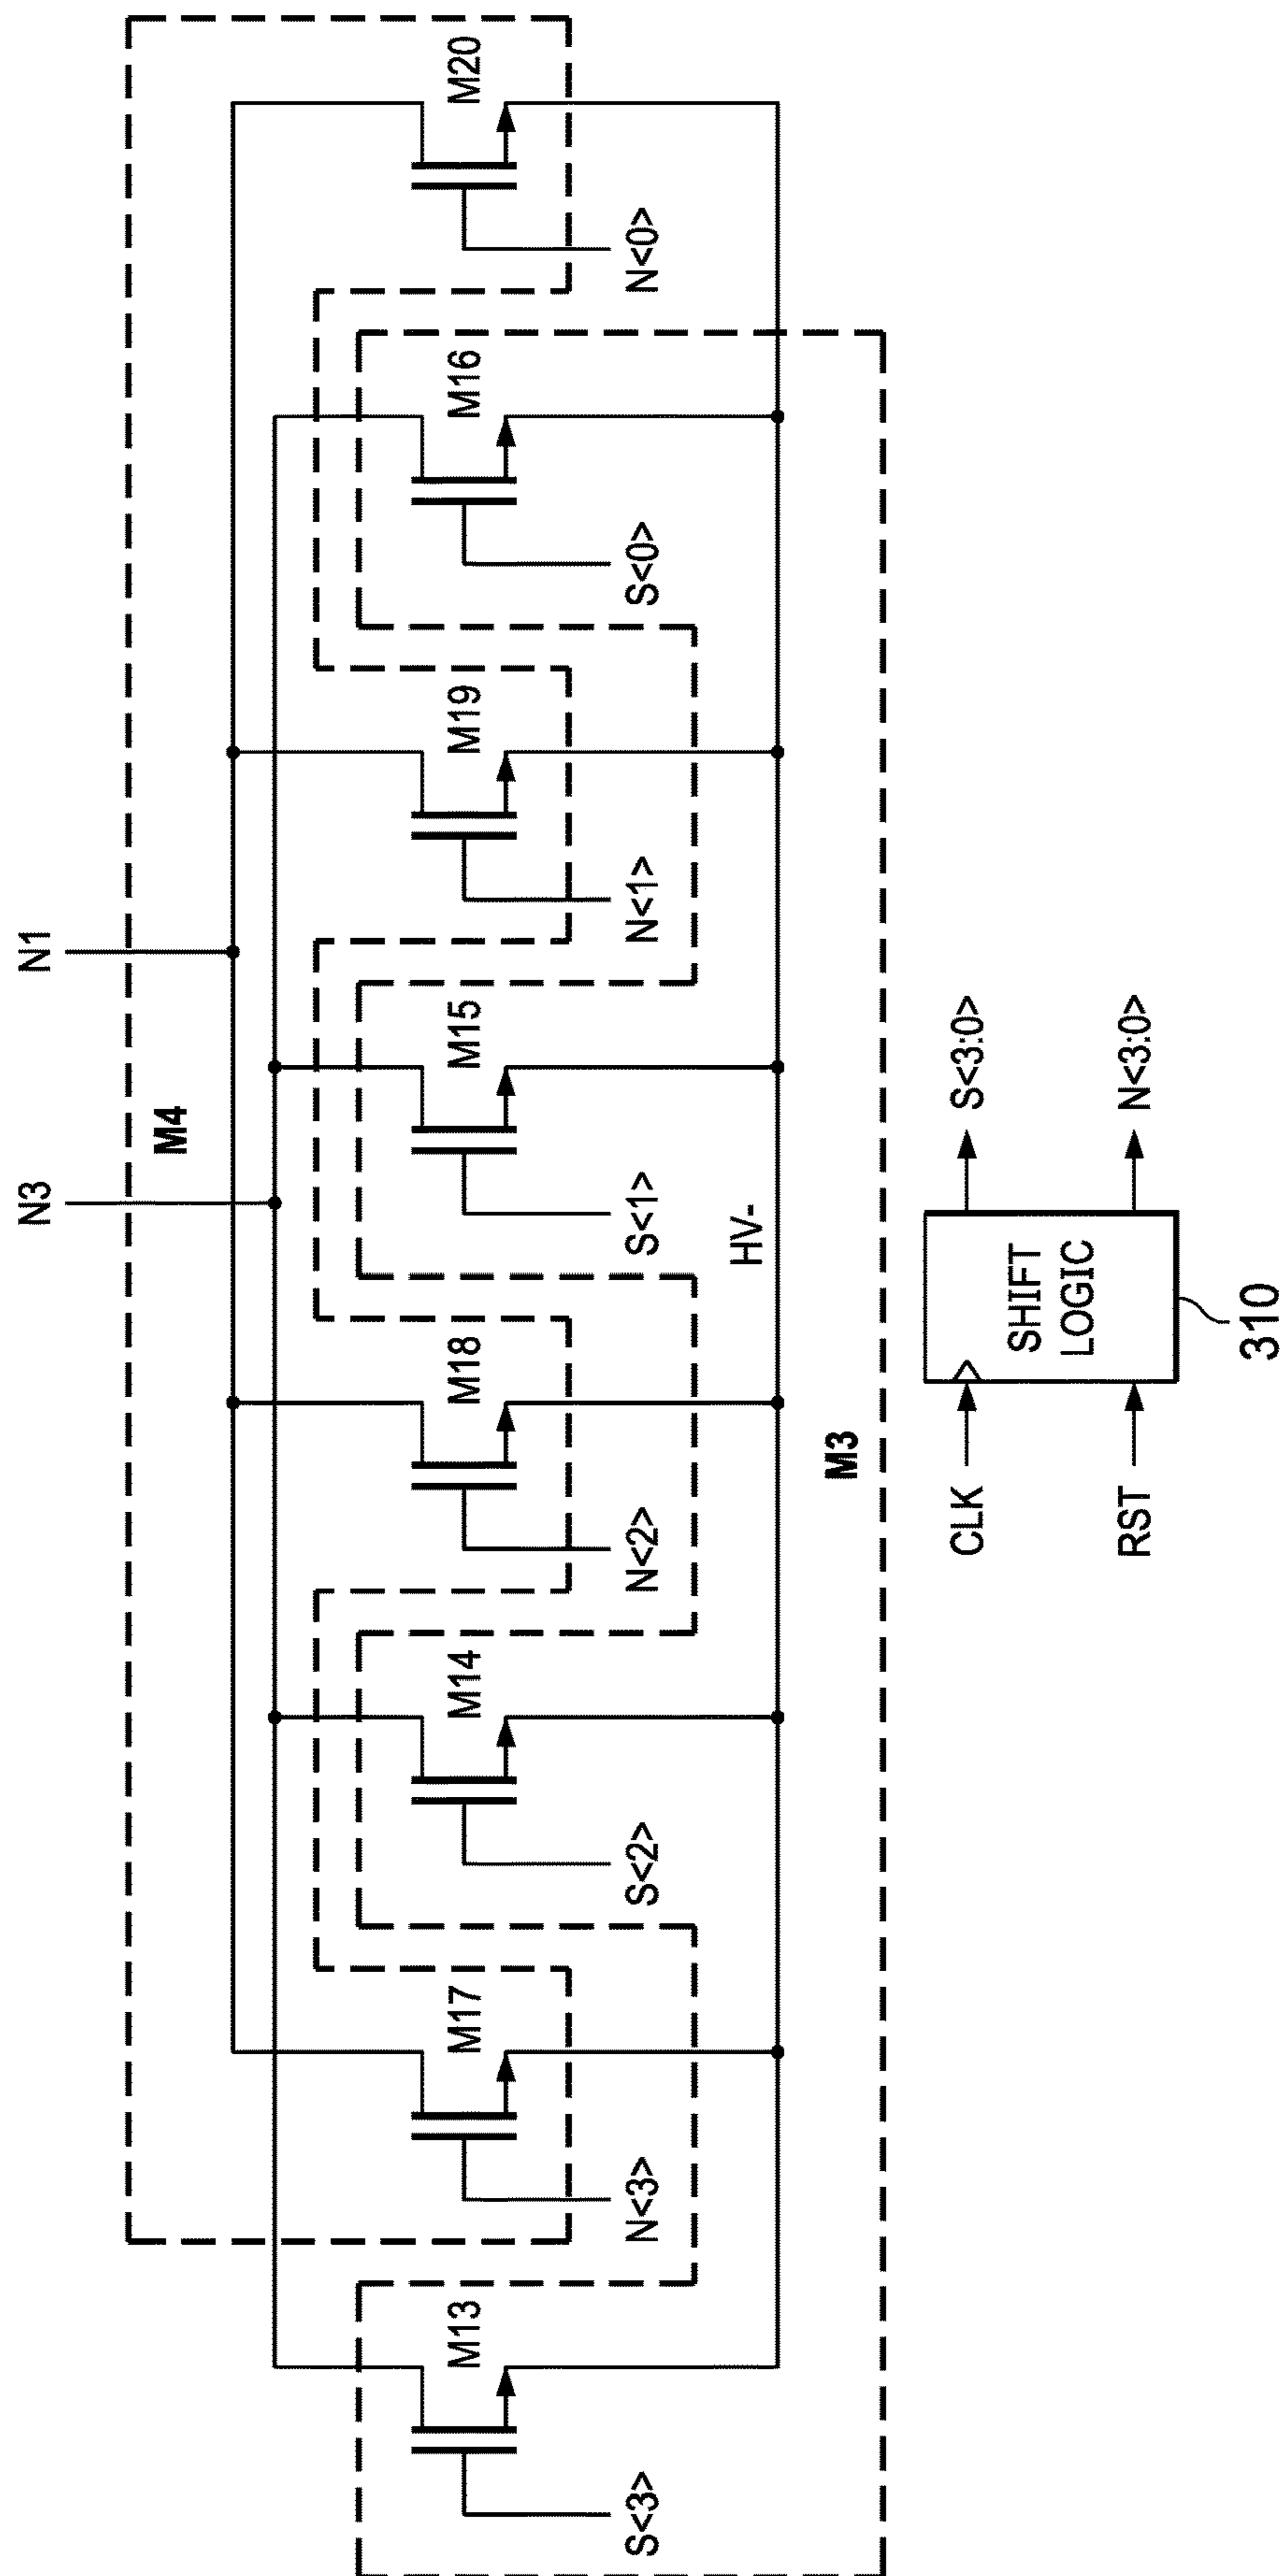 N3
N1
M4
M13
M17
M14
M18
M15
M19
M16
M20
S<3>
N<3>
S<2>
N<2>
S<1>
N<1>
S<0>
N<0>
HV-
M3
CLK
RST
SHIFT
LOGIC
S<3:0>
N<3:0>
310